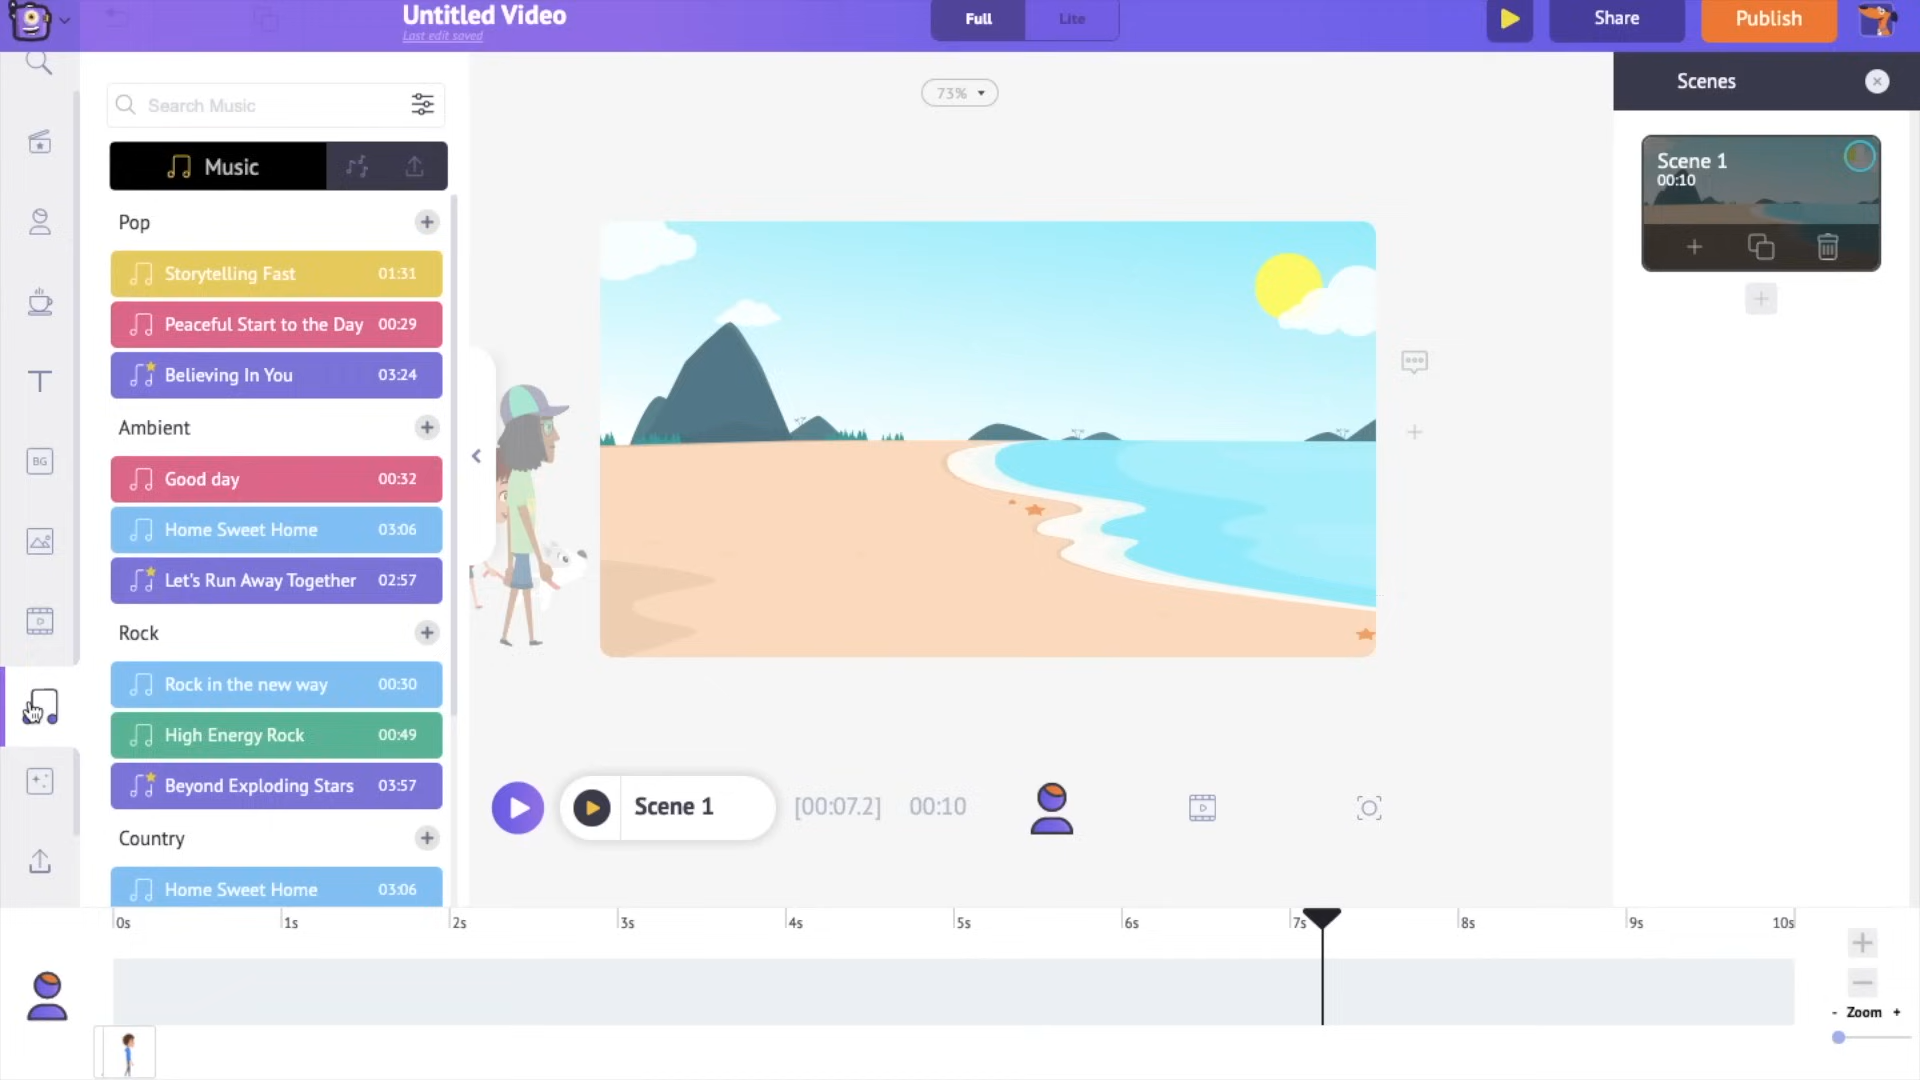 Untitled Video
Last edit saved
Full
Lite
Share
Publish
Search Music
73%
Scenes
Music
Scene 1
00:10
Pop
Storytelling Fast 01:31
Peaceful Start to the Day 00:29
Believing In You 03:24
Ambient
Good day 00:32
Home Sweet Home 03:06
Let's Run Away Together 02:57
Rock
Rock in the new way 00:30
High Energy Rock 00:49
Beyond Exploding Stars 03:57
Country
Home Sweet Home 03:06
T
BG
Scene 1
[00:07.2]
00:10
0s 1s 2s 3s 4s 5s 6s 7s 8s 9s 10s
- Zoom +